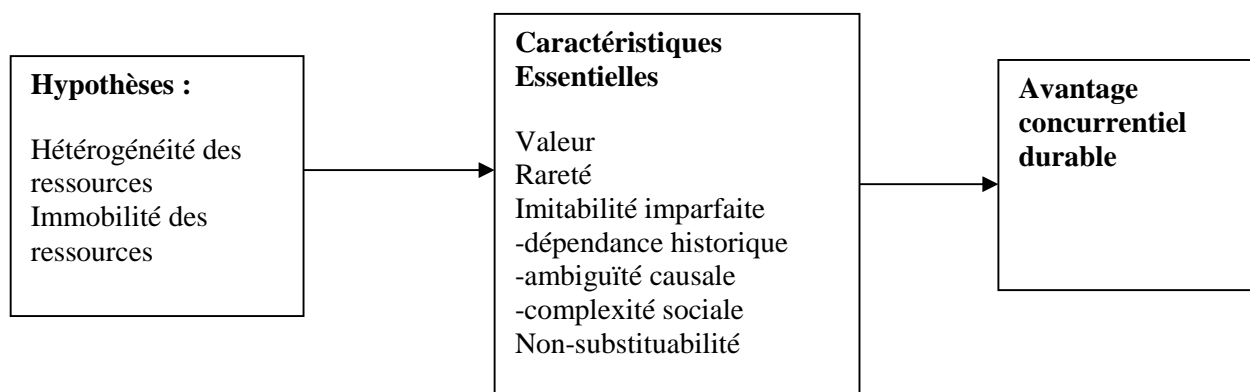 Hypothèses :
Hétérogénéité des
ressources
Immobilité des
ressources
Caractéristiques
Essentielles
Valeur
Rareté
Imitabilité imparfaite
-dépendance historique
-ambiguïté causale
-complexité sociale
Non-substituabilité
Avantage
concurrentiel
durable